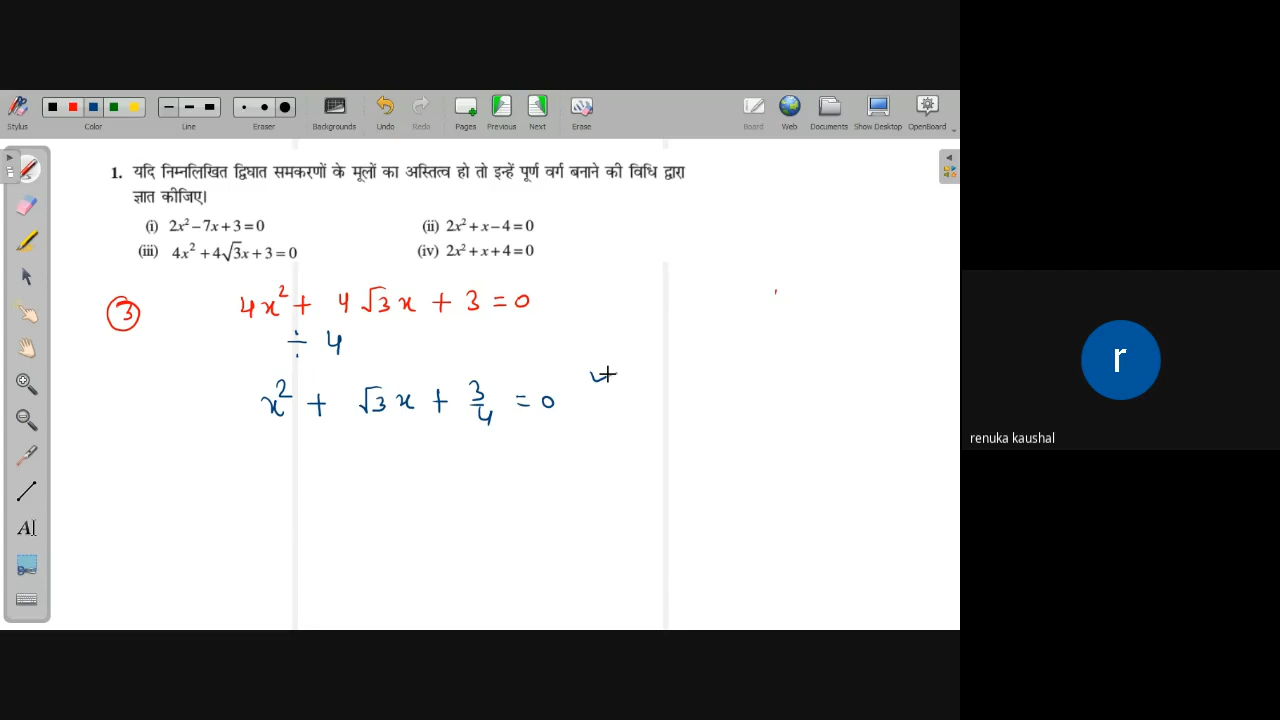 Stylus Color Line Eraser Backgrounds Undo Redo Pages Previous Next Erase Board Web Documents Show Desktop OpenBoard
1. यदि निम्नलिखित द्विघात समकरणों के मूलों का अस्तित्व हो तो इन्हें पूर्ण वर्ग बनाने की विधि द्वारा
ज्ञात कीजिए।
(i) 2x² – 7x + 3 = 0 (ii) 2x² + x – 4 = 0
(iii) 4x² + 4√3x + 3 = 0 (iv) 2x² + x + 4 = 0
3 4x² + 4√3x + 3 = 0
÷ 4
x² + √3x + 3/4 = 0
AI
r
renuka kaushal